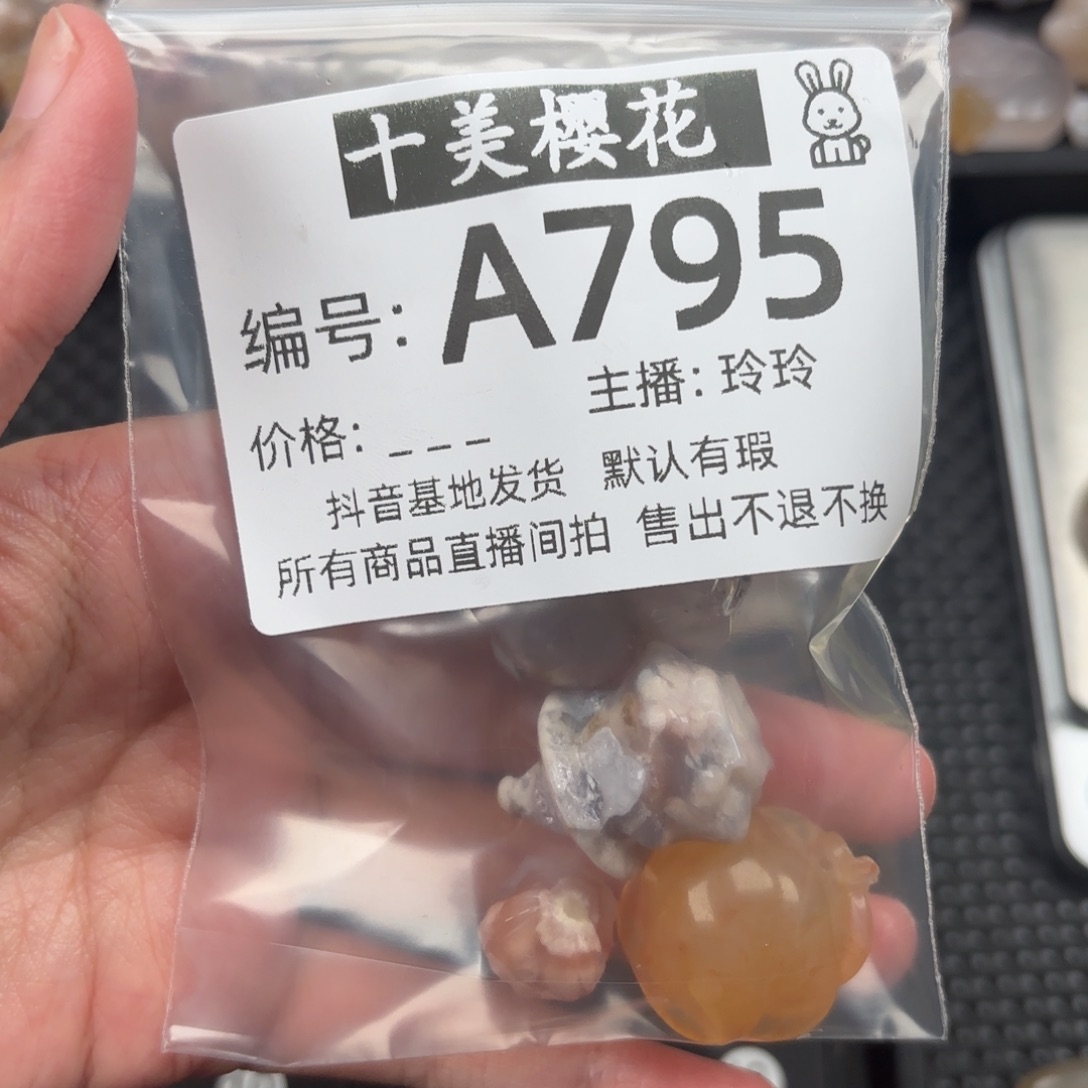 十美樱花
编号: A795
主播: 玲玲
价格: _ _ _
抖音基地发货 默认有瑕
所有商品直播间拍 售出不退不换